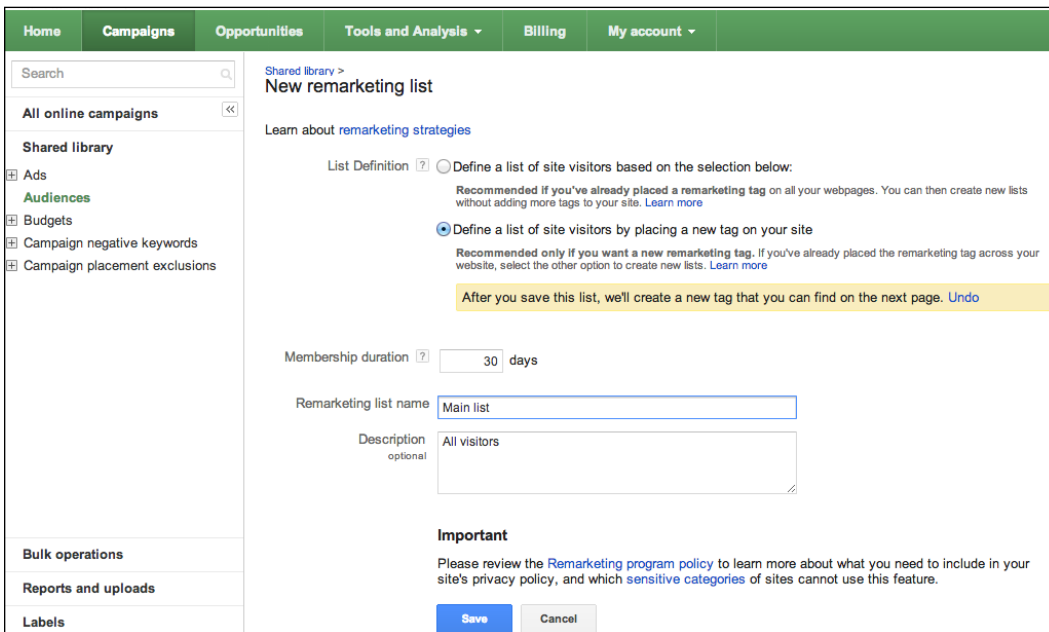 Home Campaigns Opportunities Tools and Analysis Billing My account
Search
All online campaigns
Shared library
Ads
Audiences
Budgets
Campaign negative keywords
Campaign placement exclusions
Bulk operations
Reports and uploads
Labels
Shared library >
New remarketing list
Learn about remarketing strategies
List Definition ? Define a list of site visitors based on the selection below:
Recommended if you've already placed a remarketing tag on all your webpages. You can then create new lists
without adding more tags to your site. Learn more
Define a list of site visitors by placing a new tag on your site
Recommended only if you want a new remarketing tag. If you've already placed the remarketing tag across your
website, select the other option to create new lists. Learn more
After you save this list, we'll create a new tag that you can find on the next page. Undo
Membership duration ? 30 days
Remarketing list name Main list
Description All visitors
optional
Important
Please review the Remarketing program policy to learn more about what you need to include in your
site's privacy policy, and which sensitive categories of sites cannot use this feature.
Save Cancel